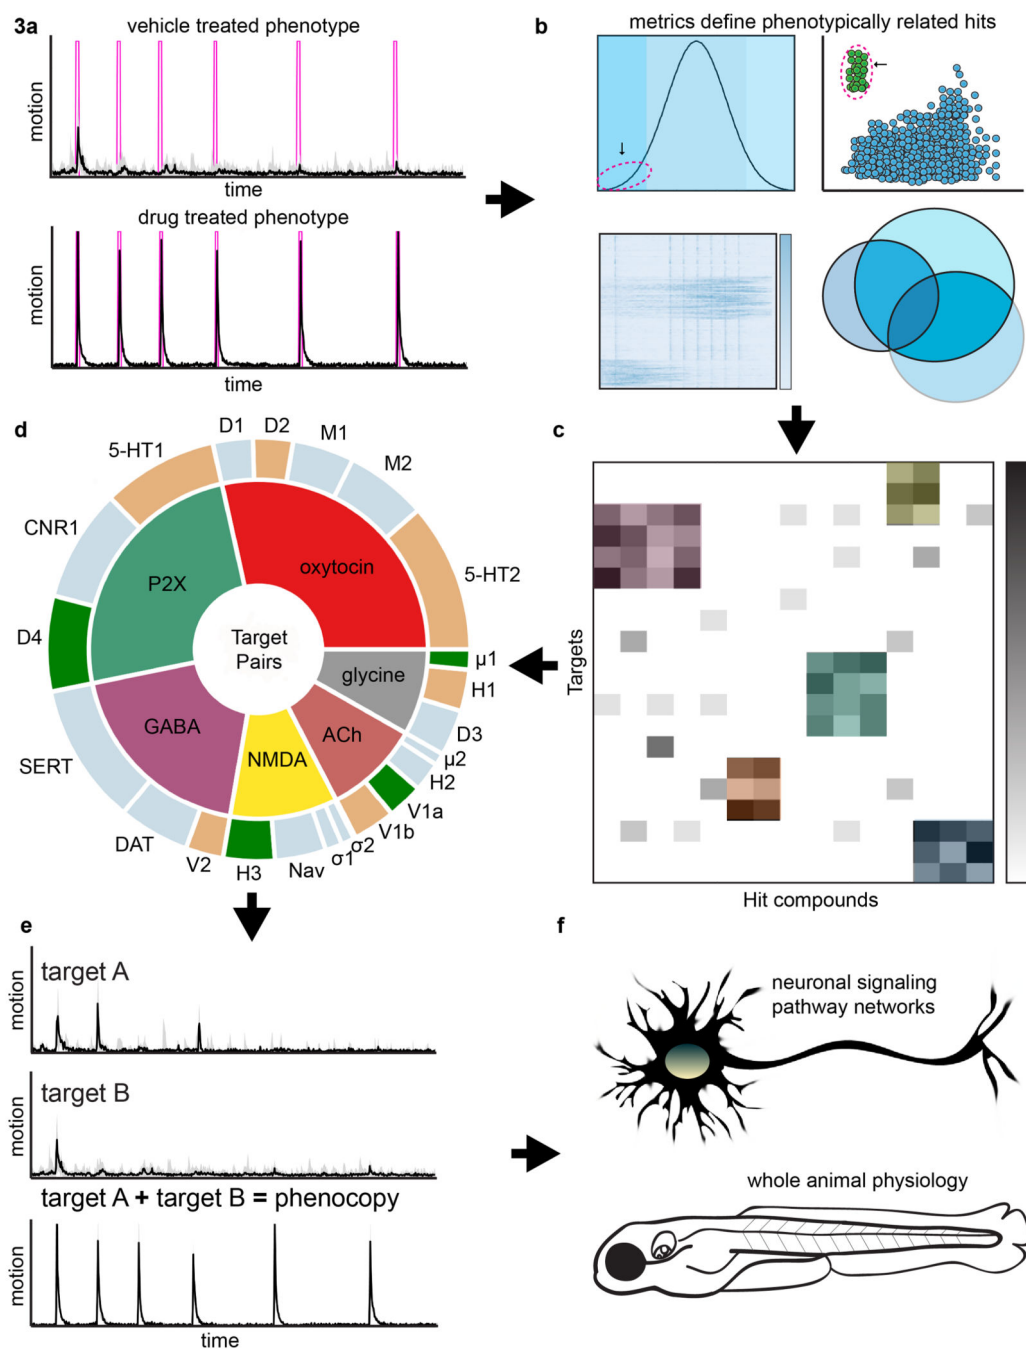 3a
vehicle treated phenotype
motion
time
drug treated phenotype
motion
time
b
metrics define phenotypically related hits
c
Targets
Hit compounds
d
D1
D2
M1
M2
5-HT2
µ1
H1
D3
µ2
H2
V1a
V1b
σ2
σ1
Nav
H3
V2
DAT
SERT
D4
CNR1
5-HT1
oxytocin
glycine
ACh
NMDA
GABA
P2X
Target
Pairs
e
target A
motion
target B
motion
target A + target B = phenocopy
motion
time
f
neuronal signaling
pathway networks
whole animal physiology